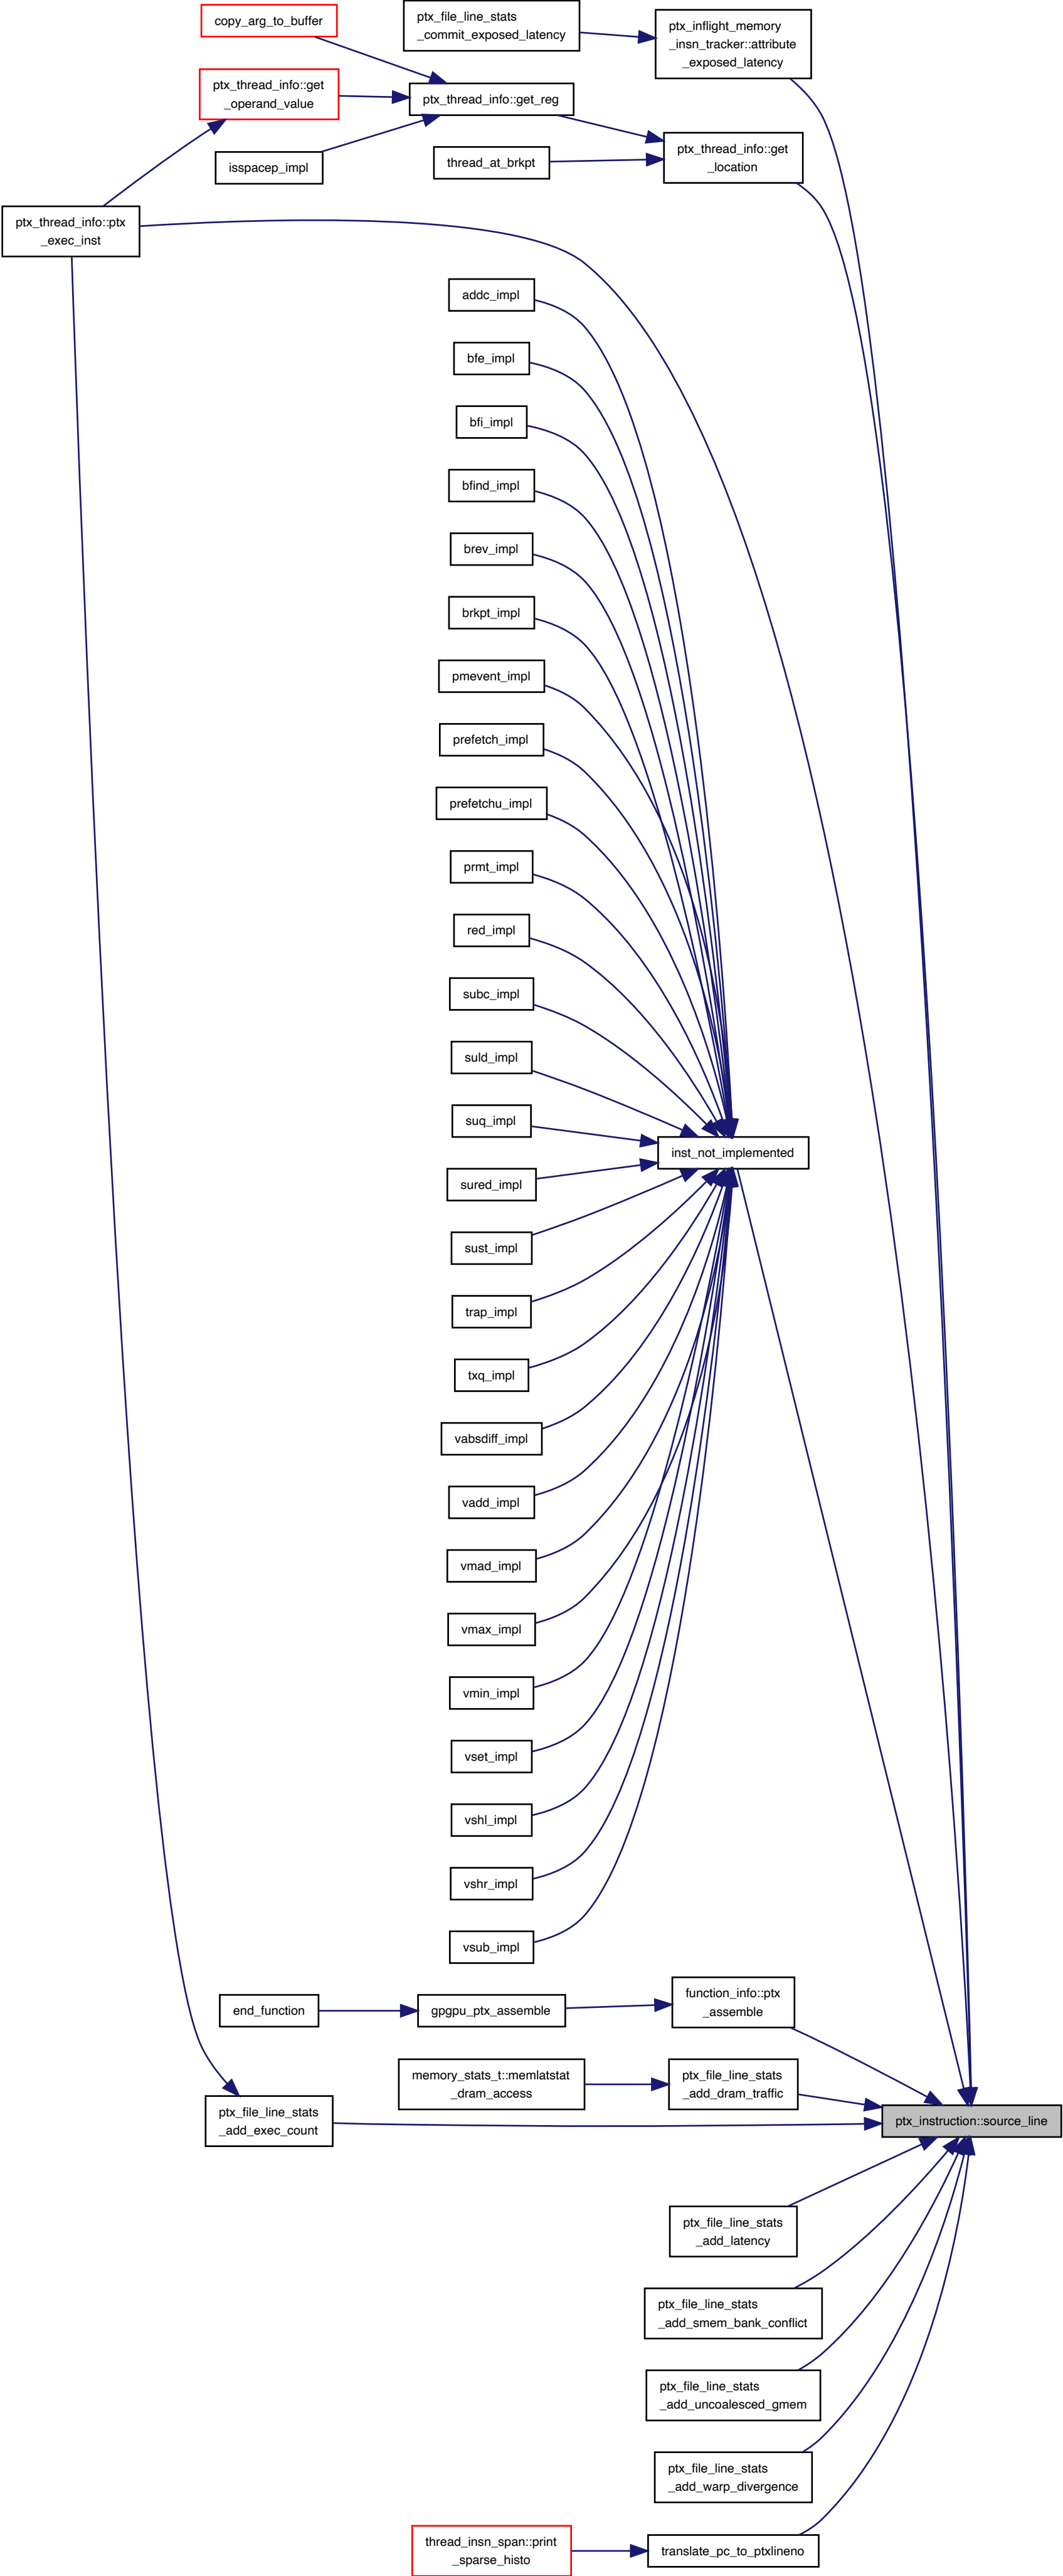 copy_arg_to_buffer
ptx_file_line_stats
_commit_exposed_latency
ptx_inflight_memory
_insn_tracker::attribute
_exposed_latency
ptx_thread_info::get
_operand_value
ptx_thread_info::get_reg
isspacep_impl
thread_at_brkpt
ptx_thread_info::get
_location
ptx_thread_info::ptx
_exec_inst
addc_impl
bfe_impl
bfi_impl
bfind_impl
brev_impl
brkpt_impl
pmevent_impl
prefetch_impl
prefetchu_impl
prmt_impl
red_impl
subc_impl
suld_impl
suq_impl
inst_not_implemented
sured_impl
sust_impl
trap_impl
txq_impl
vabsdiff_impl
vadd_impl
vmad_impl
vmax_impl
vmin_impl
vset_impl
vshl_impl
vshr_impl
vsub_impl
end_function
gpgpu_ptx_assemble
function_info::ptx
_assemble
memory_stats_t::memlatstat
_dram_access
ptx_file_line_stats
_add_dram_traffic
ptx_file_line_stats
_add_exec_count
ptx_instruction::source_line
ptx_file_line_stats
_add_latency
ptx_file_line_stats
_add_smem_bank_conflict
ptx_file_line_stats
_add_uncoalesced_gmem
ptx_file_line_stats
_add_warp_divergence
thread_insn_span::print
_sparse_histo
translate_pc_to_ptxlineno